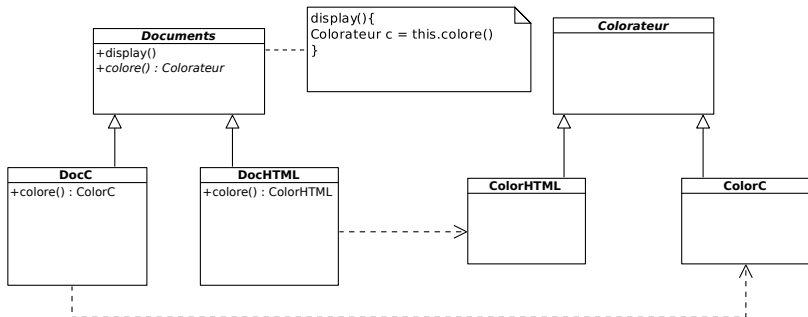 Documents
+display()
+colore() : Colorateur
display(){
Colorateur c = this.colore()
}
Colorateur
DocC
+colore() : ColorC
DocHTML
+colore() : ColorHTML
ColorHTML
ColorC